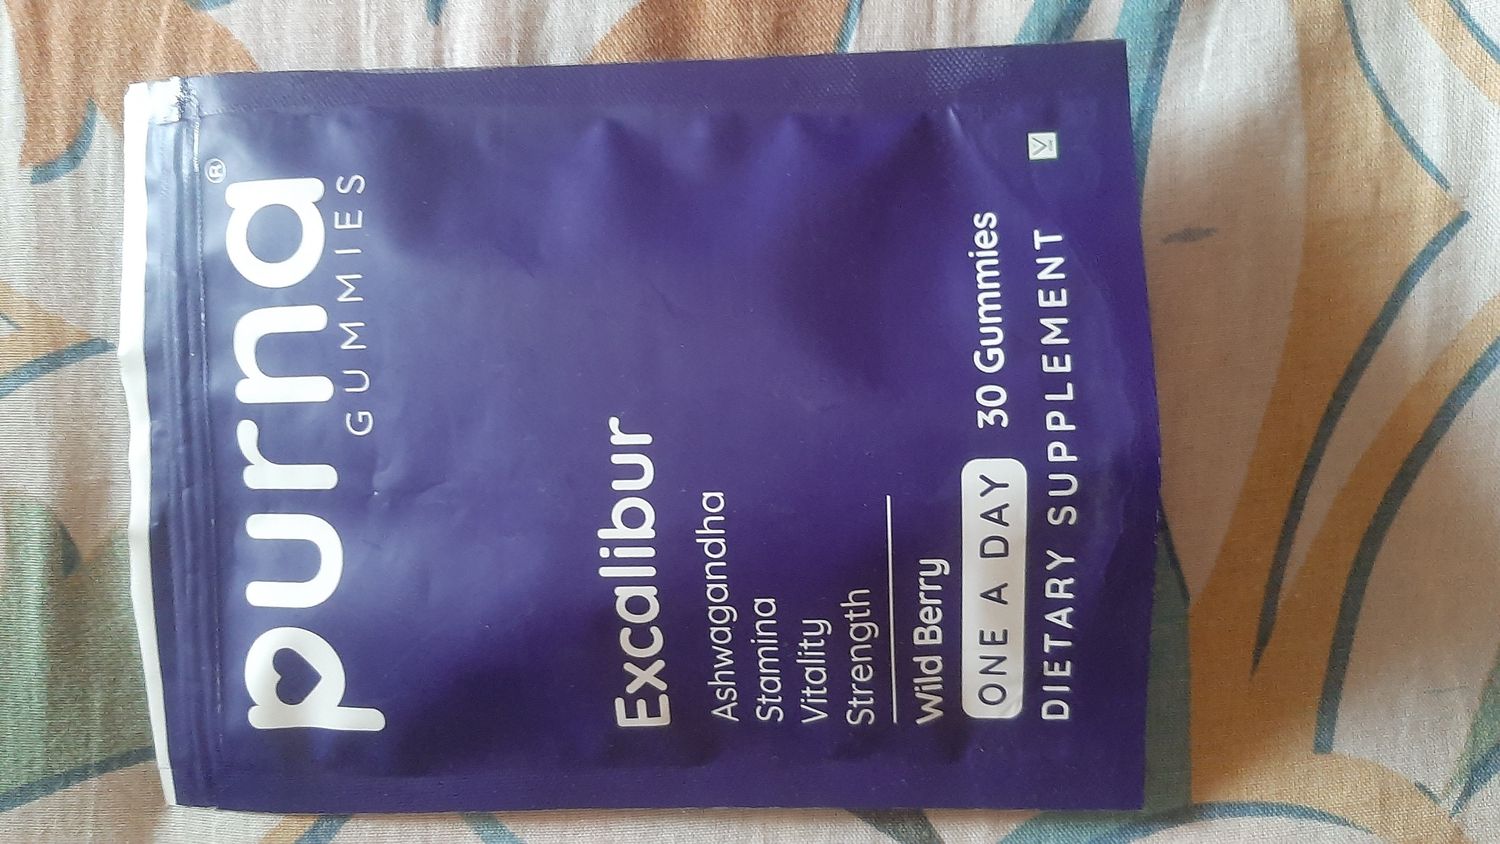 purna®
GUMMIES
Excalibur
Ashwagandha
Stamina
Vitality
Strength
Wild Berry
ONE A DAY 30 Gummies
DIETARY SUPPLEMENT
V